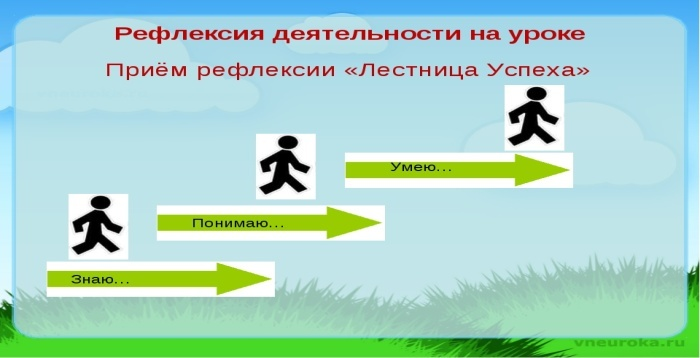 Рефлексия деятельности на уроке
Приём рефлексии «Лестница Успеха»
Умею...
Понимаю...
Знаю...
vneuroka.ru